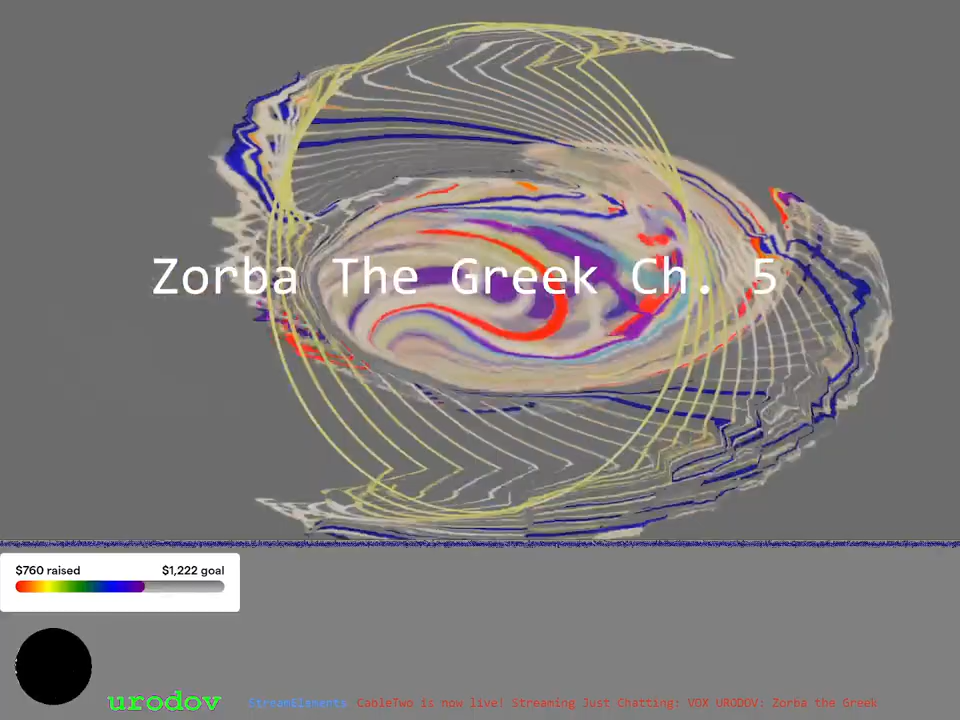 Zorba The Greek Ch. 5
$760 raised $1,222 goal
urodov
StreamElements CableTwo is now live! Streaming Just Chatting: VOX URODOV: Zorba the Greek